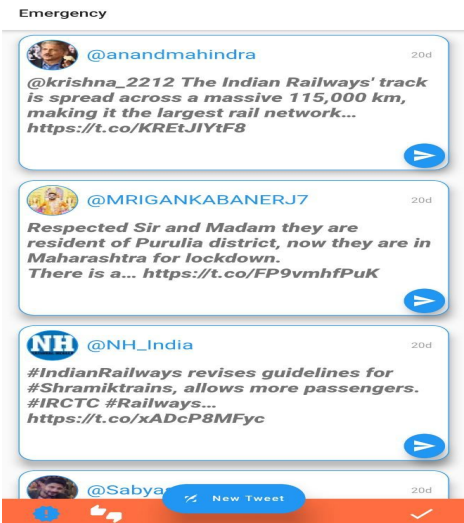 Emergency
@anandmahindra 20d
@krishna_2212 The Indian Railways' track
is spread across a massive 115,000 km,
making it the largest rail network...
https://t.co/KREtJIYtF8
@MRIGANKABANERJ7 20d
Respected Sir and Madam they are
resident of Purulia district, now they are in
Maharashtra for lockdown.
There is a... https://t.co/FP9vmhfPuK
NH
@NH_India 20d
#IndianRailways revises guidelines for
#Shramiktrains, allows more passengers.
#IRCTC #Railways...
https://t.co/xADcP8MFyc
@Sabya 20d
New Tweet